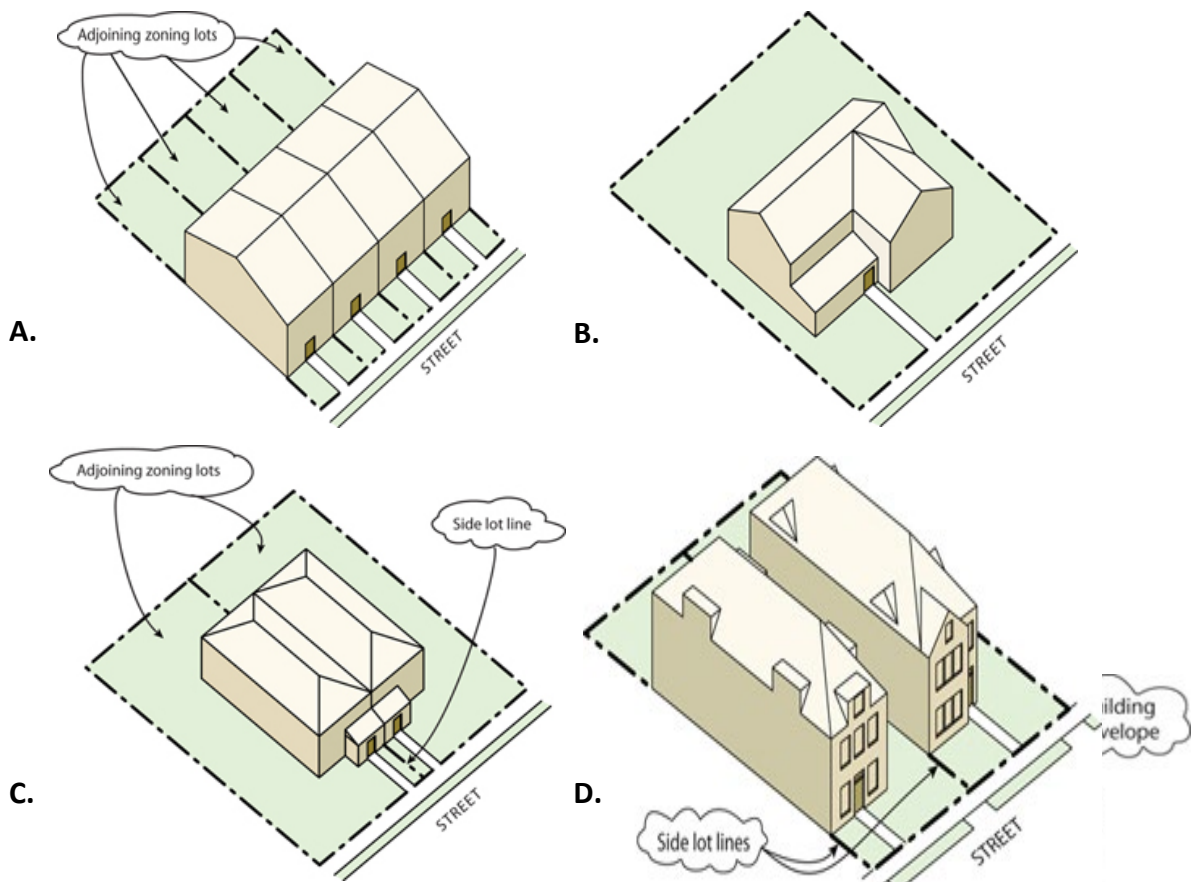 Adjoining zoning lots
A.
STREET
B.
STREET
Adjoining zoning lots
Side lot line
C.
STREET
D.
Side lot lines
STREET
ilding
velope